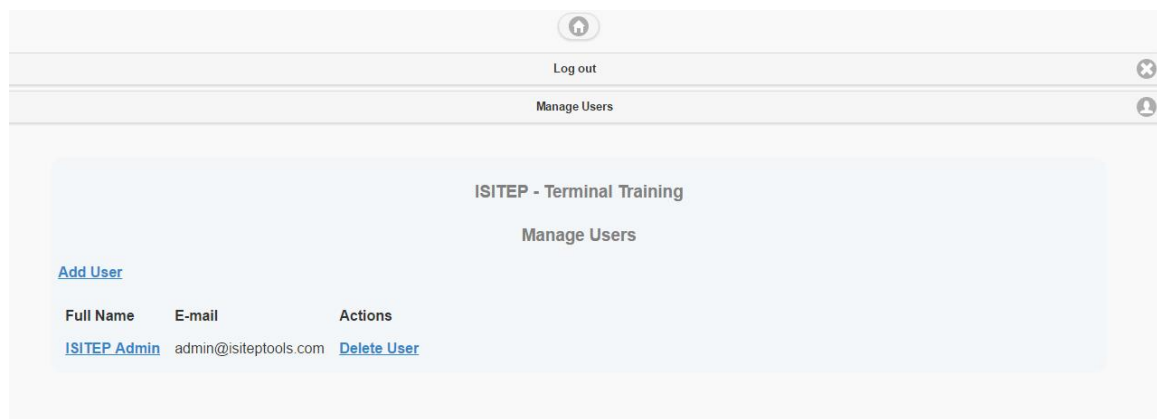 Log out
Manage Users
ISITEP - Terminal Training
Manage Users
Add User
Full Name E-mail Actions
ISITEP Admin admin@isiteptools.com Delete User